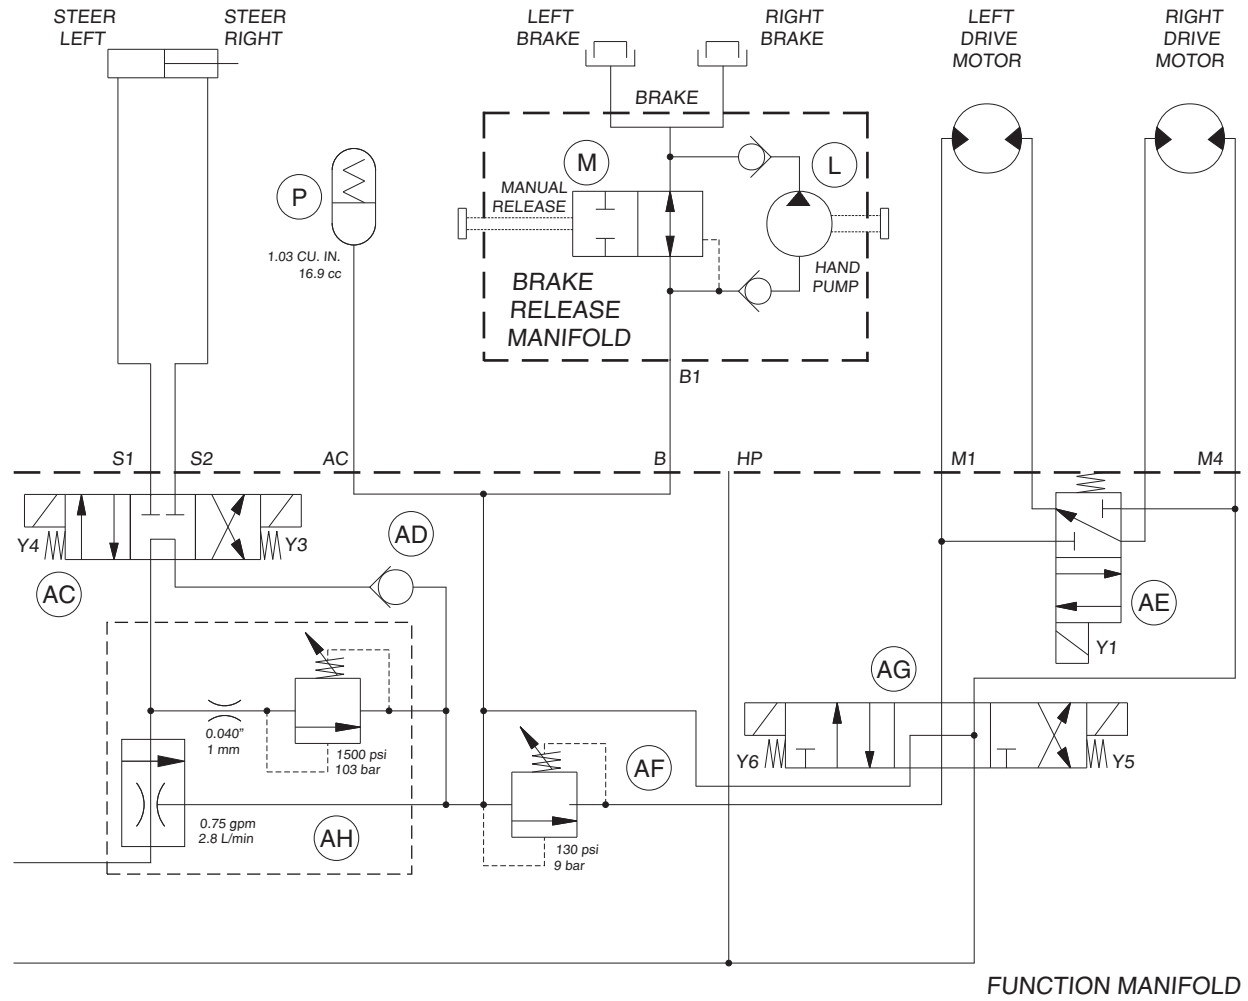 STEER
LEFT
STEER
RIGHT
LEFT
BRAKE
RIGHT
BRAKE
LEFT
DRIVE
MOTOR
RIGHT
DRIVE
MOTOR
BRAKE
M
L
P
MANUAL
RELEASE
1.03 CU. IN.
16.9 cc
HAND
PUMP
BRAKE
RELEASE
MANIFOLD
B1
S1
S2
AC
B
HP
M1
M4
Y4
Y3
AD
AC
AE
Y1
AG
0.040"
1 mm
1500 psi
103 bar
Y6
Y5
AF
0.75 gpm
2.8 L/min
AH
130 psi
9 bar
FUNCTION MANIFOLD